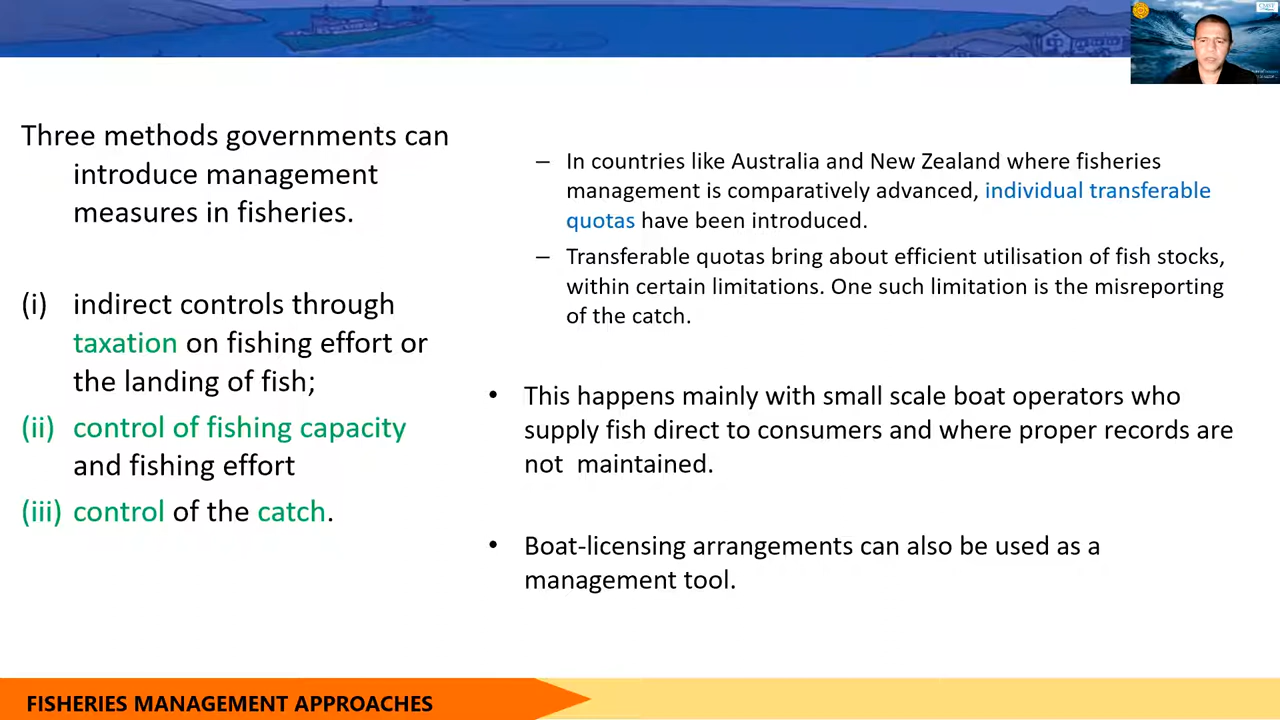 Three methods governments can
introduce management
measures in fisheries.
(i) indirect controls through
taxation on fishing effort or
the landing of fish;
(ii) control of fishing capacity
and fishing effort
(iii) control of the catch.
– In countries like Australia and New Zealand where fisheries
management is comparatively advanced, individual transferable
quotas have been introduced.
– Transferable quotas bring about efficient utilisation of fish stocks,
within certain limitations. One such limitation is the misreporting
of the catch.
• This happens mainly with small scale boat operators who
supply fish direct to consumers and where proper records are
not maintained.
• Boat-licensing arrangements can also be used as a
management tool.
FISHERIES MANAGEMENT APPROACHES